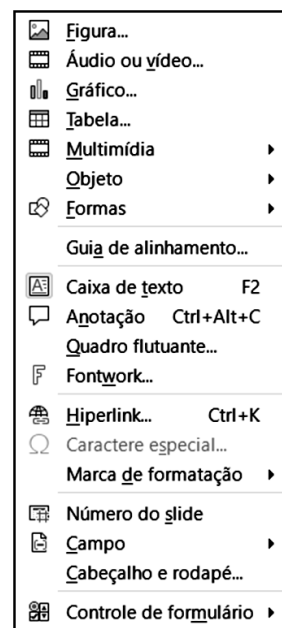 Figura...
Áudio ou vídeo...
Gráfico...
Tabela...
Multimídia
Objeto
Formas
Guia de alinhamento...
Caixa de texto F2
Anotação Ctrl+Alt+C
Quadro flutuante...
Fontwork...
Hiperlink... Ctrl+K
Caractere especial...
Marca de formatação
Número do slide
Campo
Cabeçalho e rodapé...
Controle de formulário